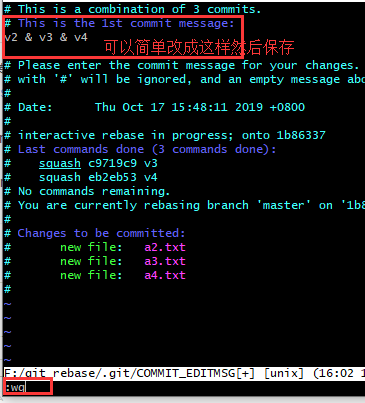 # This is a combination of 3 commits.
# This is the 1st commit message:
v2 & v3 & v4
可以简单改成这样然后保存
# Please enter the commit message for your changes.
# with '#' will be ignored, and an empty message abo
#
# Date:      Thu Oct 17 15:48:11 2019 +0800
#
# interactive rebase in progress; onto 1b86337
# Last commands done (3 commands done):
#    squash c9719c9 v3
#    squash eb2eb53 v4
# No commands remaining.
# You are currently rebasing branch 'master' on '1b8
#
# Changes to be committed:
#       new file:   a2.txt
#       new file:   a3.txt
#       new file:   a4.txt
#
~
~
~
~
E:/git_rebase/.git/COMMIT_EDITMSG[+] [unix] (16:02 1
:wq